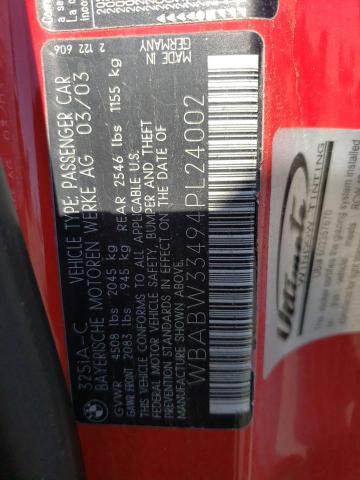 325IA-C VEHICLE TYPE: PASSENGER CAR 2 122 606
BAYERISCHE MOTOREN WERKE AG 03/03
GVWR 4508 lbs 2045 kg
GAWR FRONT 2083 lbs 945 kg REAR 2546 lbs 1155 kg
THIS VEHICLE CONFORMS TO ALL APPLICABLE U.S.
FEDERAL MOTOR VEHICLE SAFETY, BUMPER AND THEFT
PREVENTION STANDARDS IN EFFECT ON THE DATE OF
MANUFACTURE SHOWN ABOVE.
MADE IN
GERMANY
WBABW33494PL24002
Ultimate
WINDOW TINTING
installed